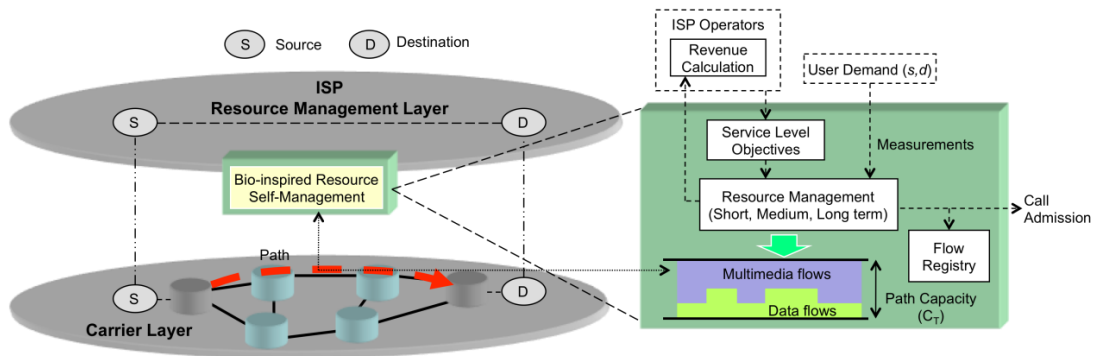 S
Source
D
Destination
ISP
Resource Management Layer
S
D
Bio-inspired Resource
Self-Management
Path
S
D
Carrier Layer
ISP Operators
Revenue
Calculation
User Demand (s,d)
Service Level
Objectives
Measurements
Resource Management
(Short, Medium, Long term)
Call
Admission
Flow
Registry
Multimedia flows
Data flows
Path Capacity
(CT)